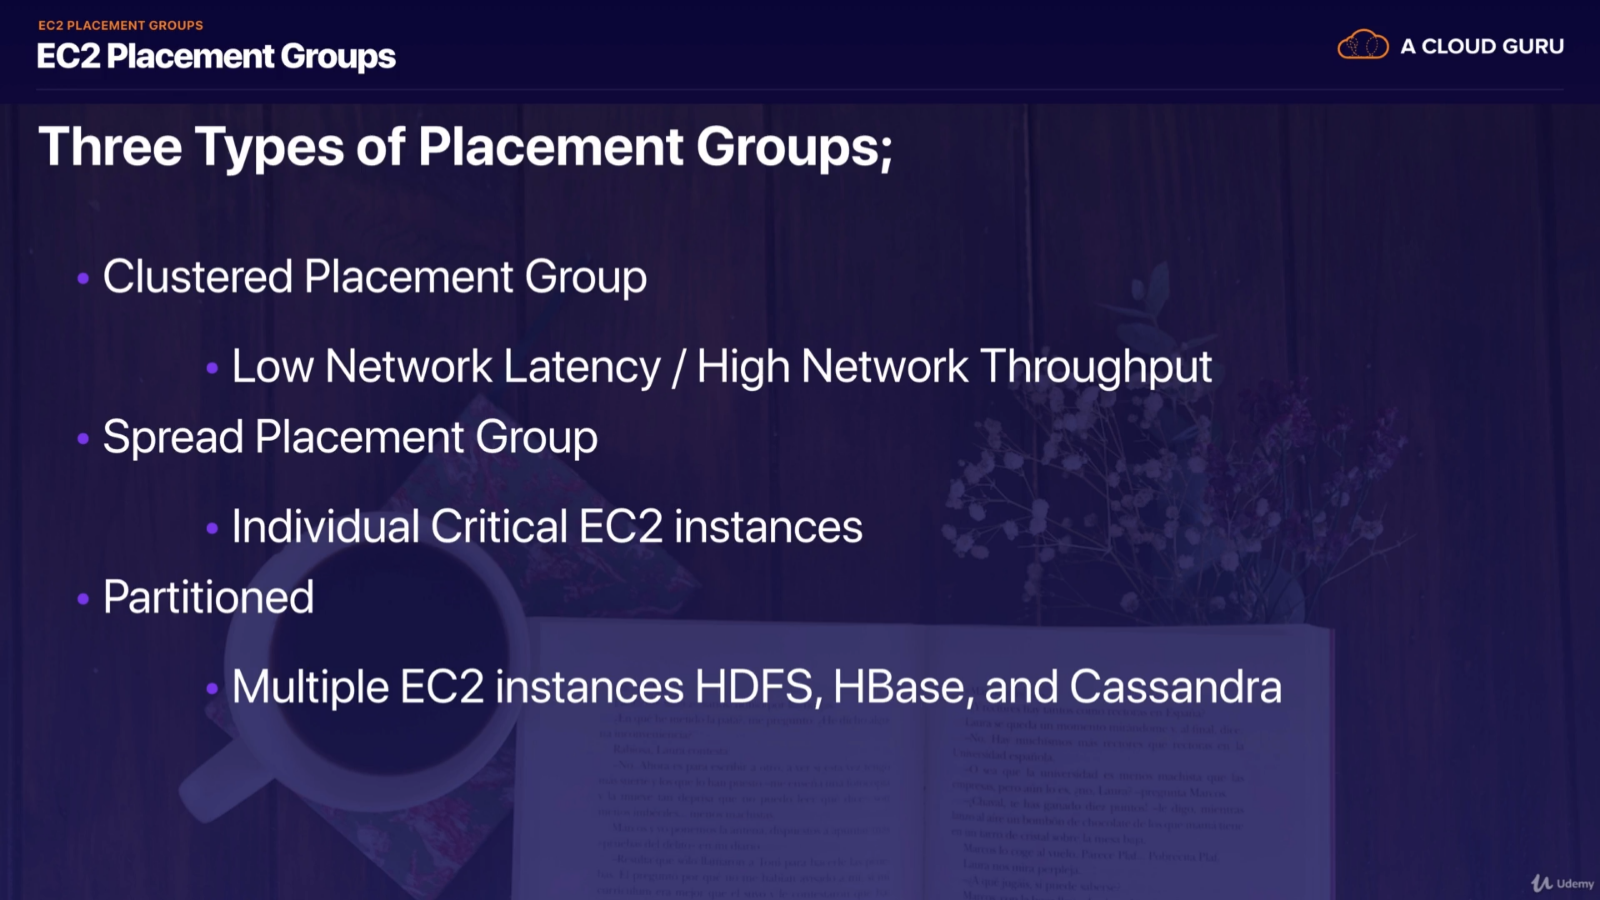 EC2 PLACEMENT GROUPS
EC2 Placement Groups
A CLOUD GURU
Three Types of Placement Groups;
• Clustered Placement Group
• Low Network Latency / High Network Throughput
• Spread Placement Group
• Individual Critical EC2 instances
• Partitioned
• Multiple EC2 instances HDFS, HBase, and Cassandra
Udemy